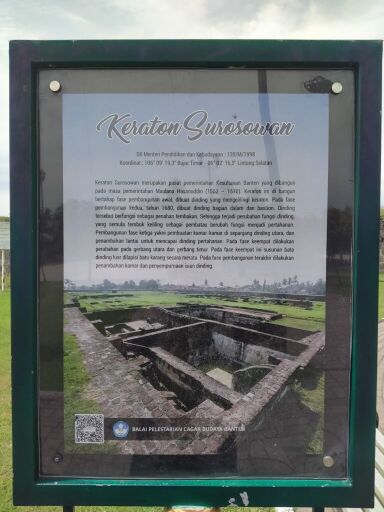 Keraton Surosowan
SK Menteri Pendidikan dan Kebudayaan : 139/M/1998
Koordinat : 106° 09' 19,3" Bujur Timur - 06° 02' 16,3" Lintang Selatan
Keraton Surosowan merupakan pusat pemerintahan Kesultanan Banten yang dibangun
pada masa pemerintahan Maulana Hasanuddin (1552 – 1570). Keraton ini di bangun
bertahap fase pembangunan awal, dibuat dinding yang mengelilingi keraton. Pada fase
pembangunan kedua, tahun 1680, dibuat dinding bagian dalam dan bastion. Dinding
tersebut berfungsi sebagai penahan tembakan. Sehingga terjadi perubahan fungsi dinding,
yang semula tembok keliling sebagai pembatas berubah fungsi menjadi pertahanan.
Pembangunan fase ketiga yakni pembuatan kamar-kamar di sepanjang dinding utara, dan
penambahan lantai untuk mencapai dinding pertahanan. Pada fase keempat dilakukan
perubahan pada gerbang utara dan gerbang timur. Pada fase keempat ini susunan bata
dinding luar dilapisi batu karang secara merata. Pada fase pembangunan terakhir dilakukan
penambahan kamar dan penyempurnaan isian dinding.
BALAI PELESTARIAN CAGAR BUDAYA BANTEN